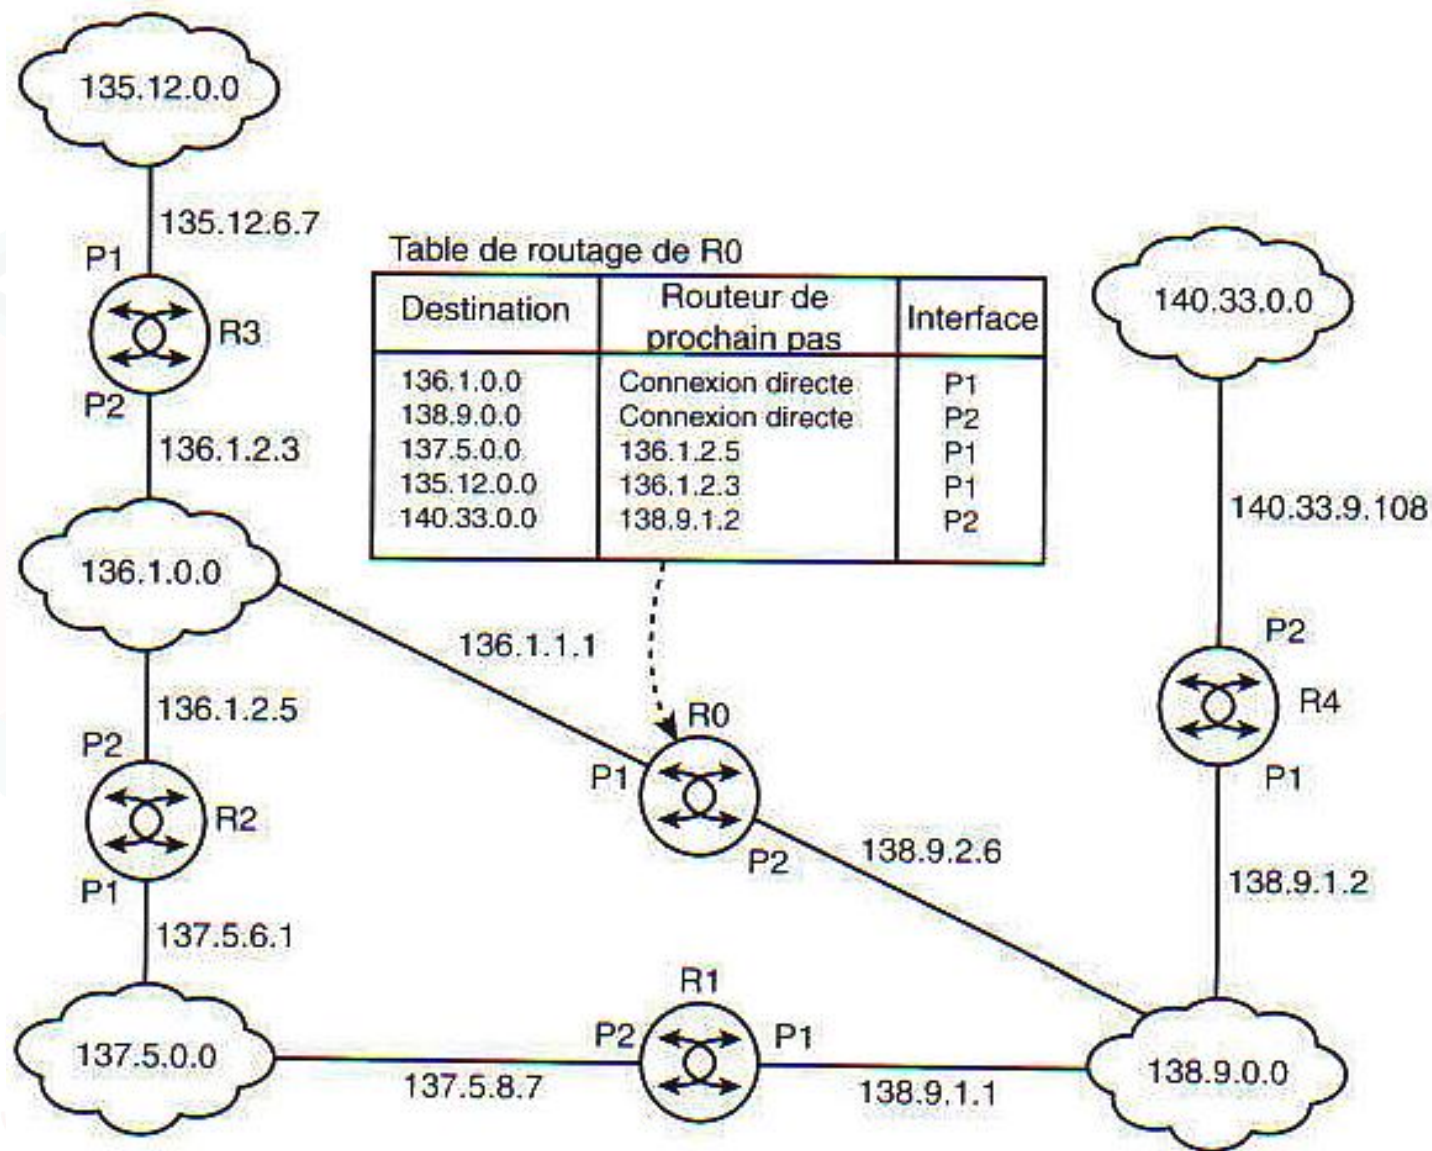 135.12.0.0
135.12.6.7
P1
R3
P2
136.1.2.3
Table de routage de R0
Destination
Routeur de
prochain pas
Interface
136.1.0.0 Connexion directe P1
138.9.0.0 Connexion directe P2
137.5.0.0 136.1.2.5 P1
135.12.0.0 136.1.2.3 P1
140.33.0.0 138.9.1.2 P2
140.33.0.0
140.33.9.108
136.1.0.0
136.1.1.1
P2
R4
P1
136.1.2.5
P2
R2
P1
R0
P1
P2
138.9.2.6
138.9.1.2
137.5.6.1
R1
P2
P1
137.5.0.0
137.5.8.7
138.9.1.1
138.9.0.0